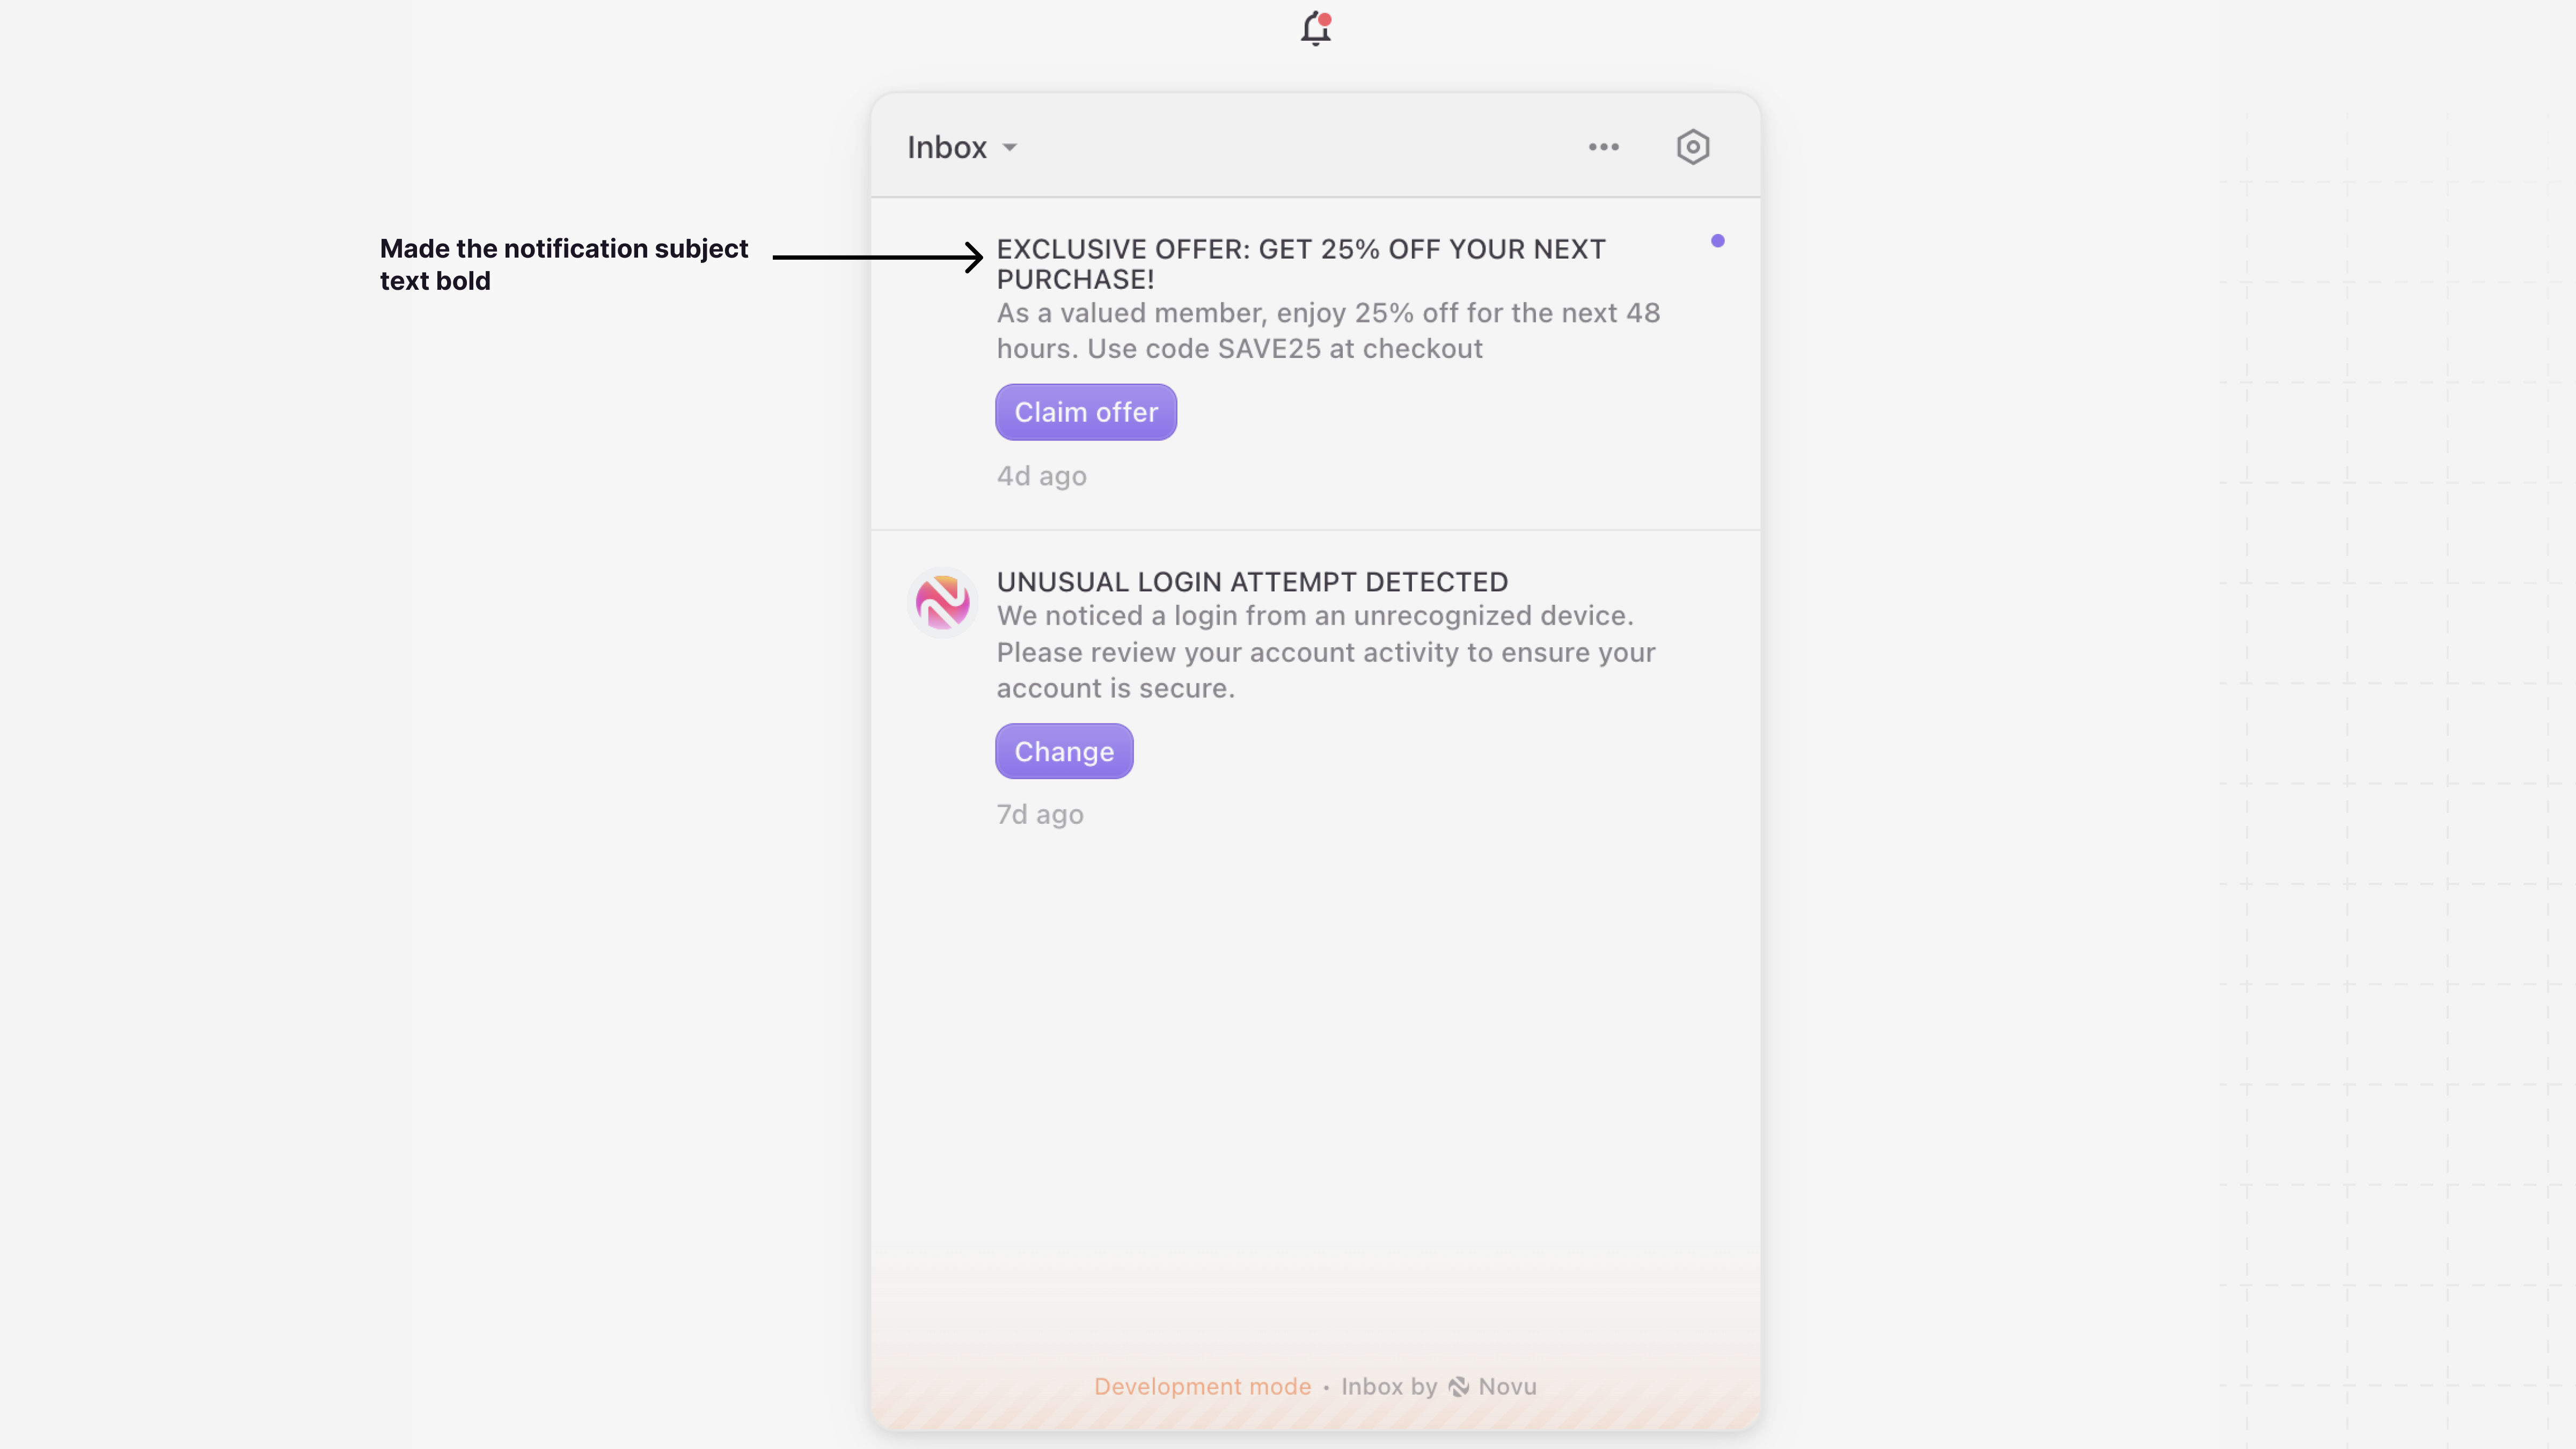 Inbox
Made the notification subject
text bold
EXCLUSIVE OFFER: GET 25% OFF YOUR NEXT
PURCHASE!
As a valued member, enjoy 25% off for the next 48
hours. Use code SAVE25 at checkout
Claim offer
4d ago
UNUSUAL LOGIN ATTEMPT DETECTED
We noticed a login from an unrecognized device.
Please review your account activity to ensure your
account is secure.
Change
7d ago
Development mode • Inbox by Novu